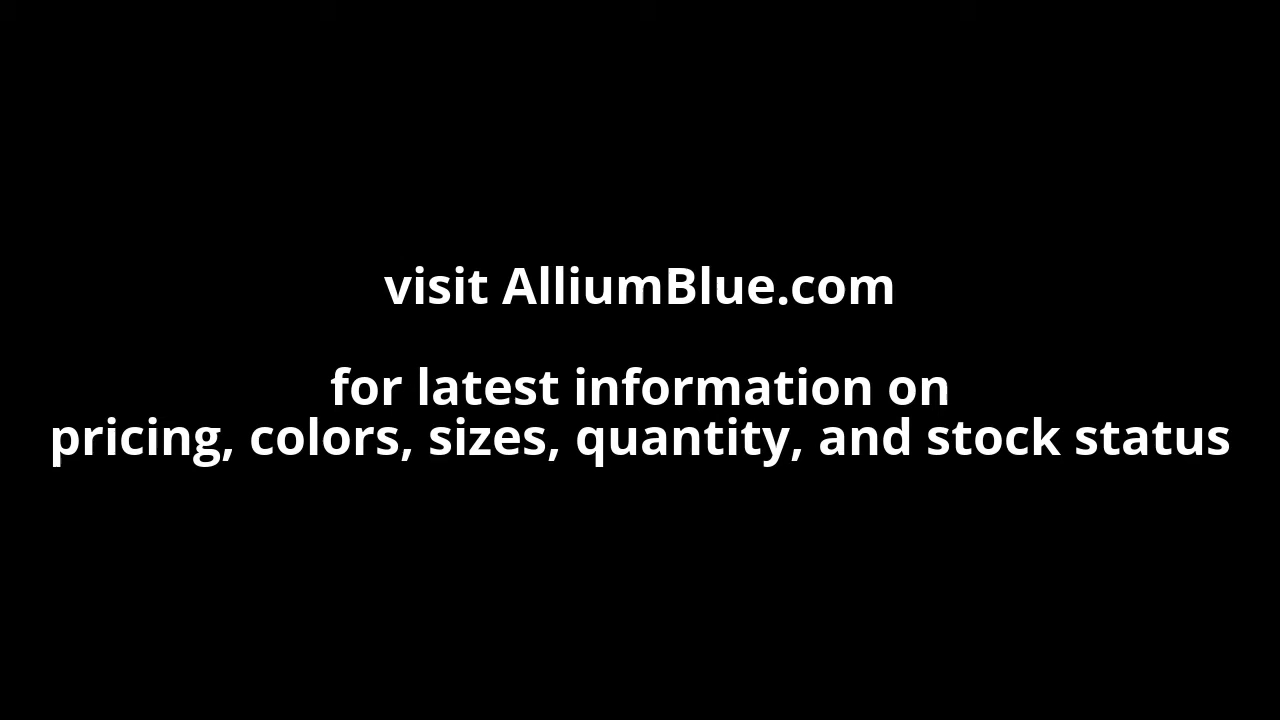 visit AlliumBlue.com
for latest information on
pricing, colors, sizes, quantity, and stock status